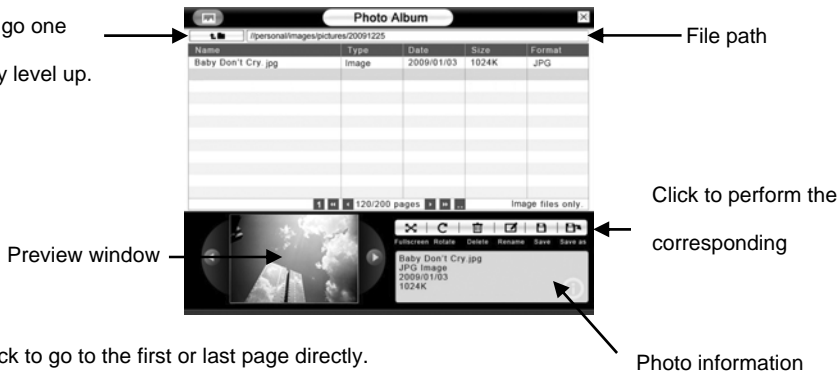 Photo Album
go one
//personal/images/pictures/20091225
File path
Name Type Date Size Format
Baby Don't Cry. jpg Image 2009/01/03 1024K JPG
y level up.
1 120/200 pages ... Image files only.
Click to perform the
corresponding
Fullscreen Rotate Delete Rename Save Save as
Preview window
Baby Don't Cry.jpg
JPG Image
2009/01/03
1024K
ck to go to the first or last page directly.
Photo information